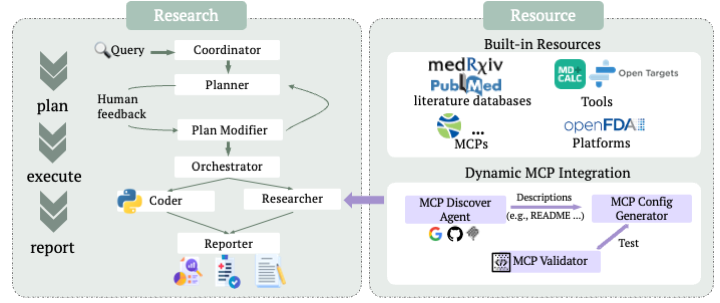 Research
plan
execute
report
Query
Coordinator
Planner
Human
feedback
Plan Modifier
Orchestrator
Coder
Researcher
Reporter
Resource
Built-in Resources
medRxiv
PubMed
literature databases
MD+
CALC
Open Targets
Tools
...
MCPs
openFDA
Platforms
Dynamic MCP Integration
MCP Discover
Agent
Descriptions
(e.g., README ...)
MCP Config
Generator
Test
MCP Validator